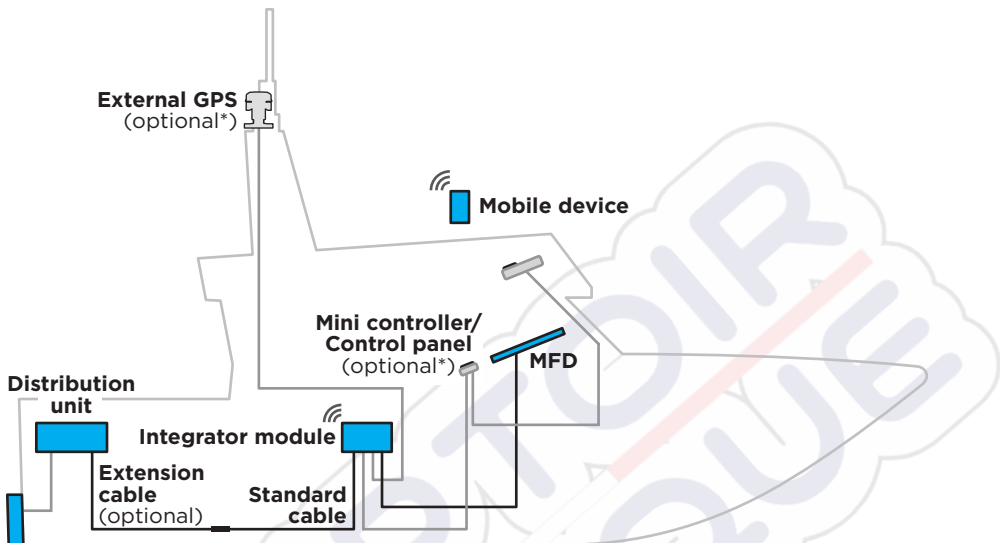 External GPS
(optional*)
Mobile device
Mini controller/
Control panel
(optional*)
MFD
Distribution
unit
Integrator module
Extension
cable
(optional)
Standard
cable